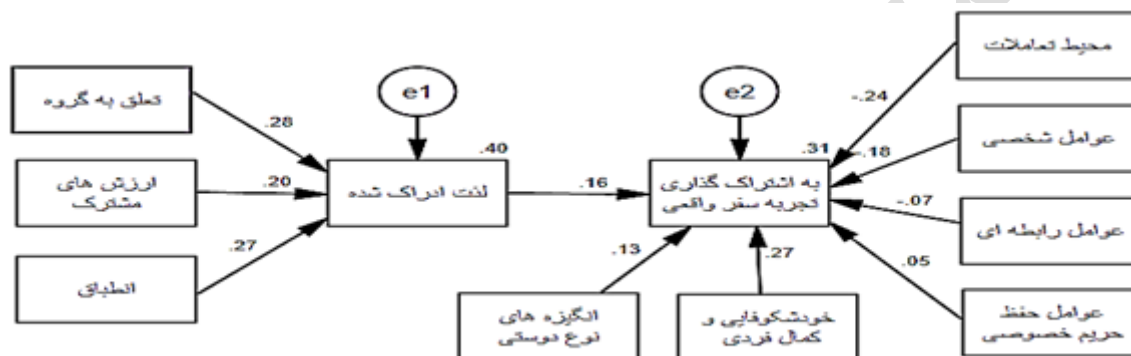 محیط تعاملات
تعلق به گروه
e1
e2
-.24
.28
.40
.31
-.18
عوامل شخصی
ارزش های
مشترک
.20
لذت ادراک شده
.16
به اشتراک گذاری
تجربه سفر واقعی
-.07
عوامل رابطه ای
.27
انطباق
.13
.27
.05
انگیزه های
نوع دوستی
خودشکوفایی و
کمال فردی
عوامل حفظ
حریم خصوصی